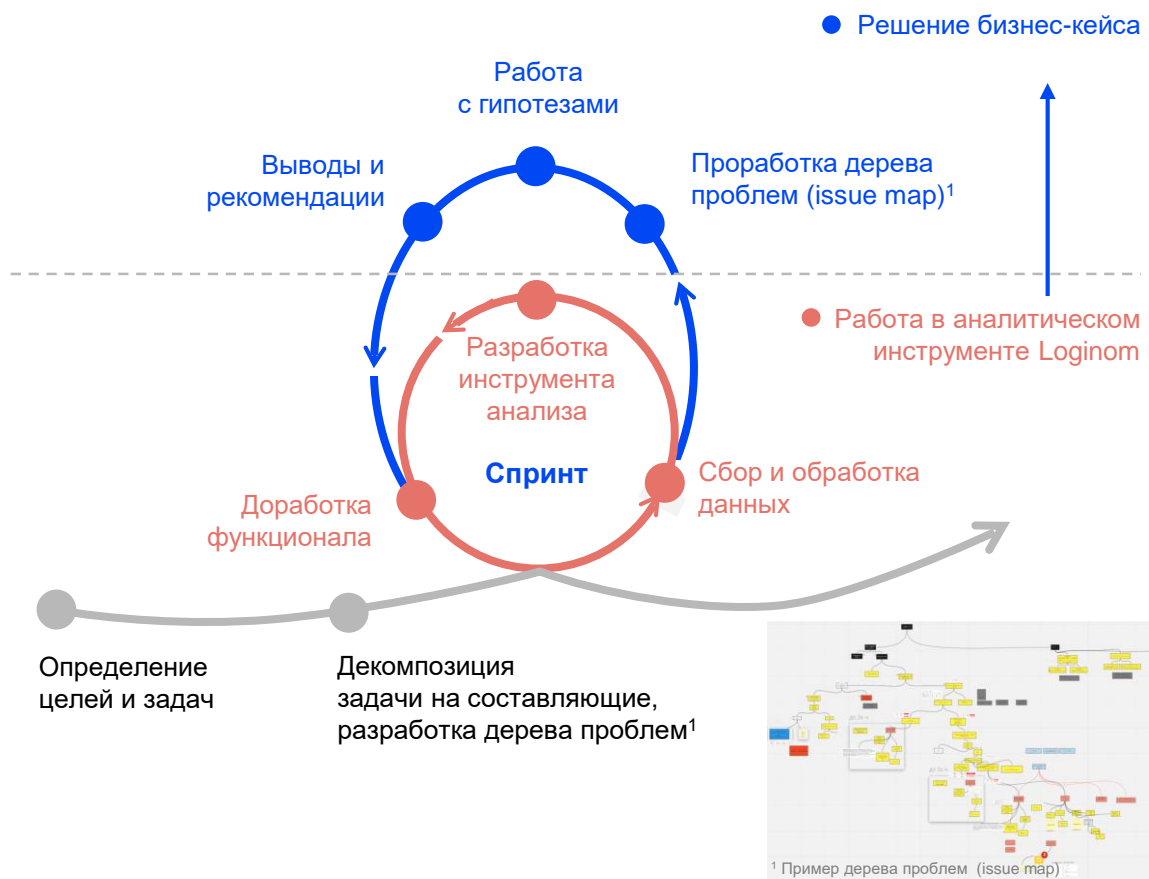 Решение бизнес-кейса
Работа
с гипотезами
Выводы и
рекомендации
Проработка дерева
проблем (issue map)¹
Работа в аналитическом
инструменте Loginom
Разработка
инструмента
анализа
Спринт
Сбор и обработка
данных
Доработка
функционала
Определение
целей и задач
Декомпозиция
задачи на составляющие,
разработка дерева проблем¹
¹ Пример дерева проблем (issue map)